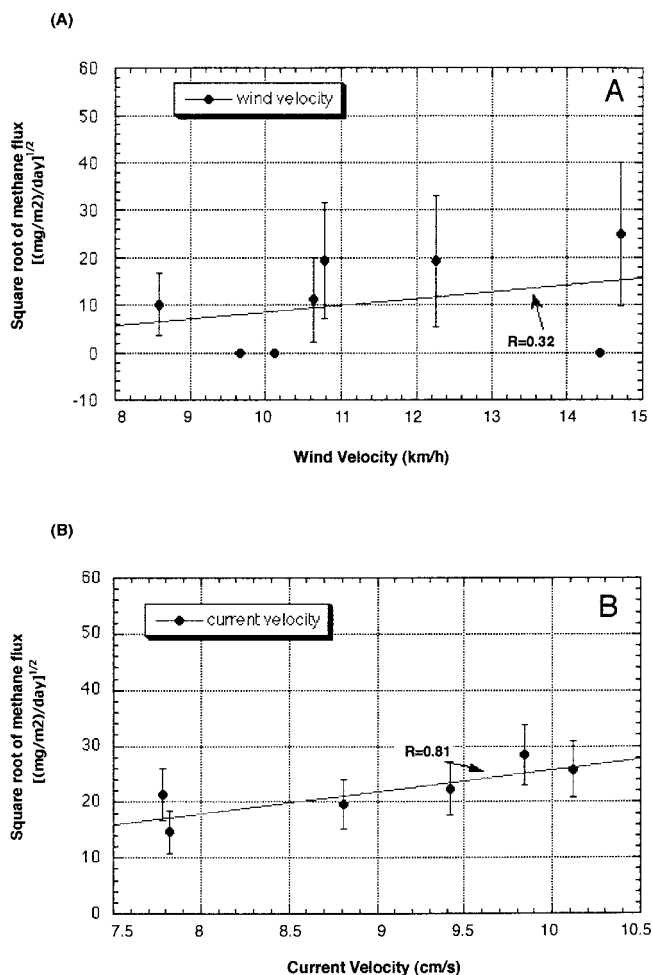 (A)
60
50
40
30
20
10
0
-10
wind velocity
A
R=0.32
Square root of methane flux
[(mg/m2)/day]1/2
8 9 10 11 12 13 14 15
Wind Velocity (km/h)
(B)
60
50
40
30
20
10
0
current velocity
B
R=0.81
Square root of methane flux
[(mg/m2)/day]1/2
7.5 8 8.5 9 9.5 10 10.5
Current Velocity (cm/s)